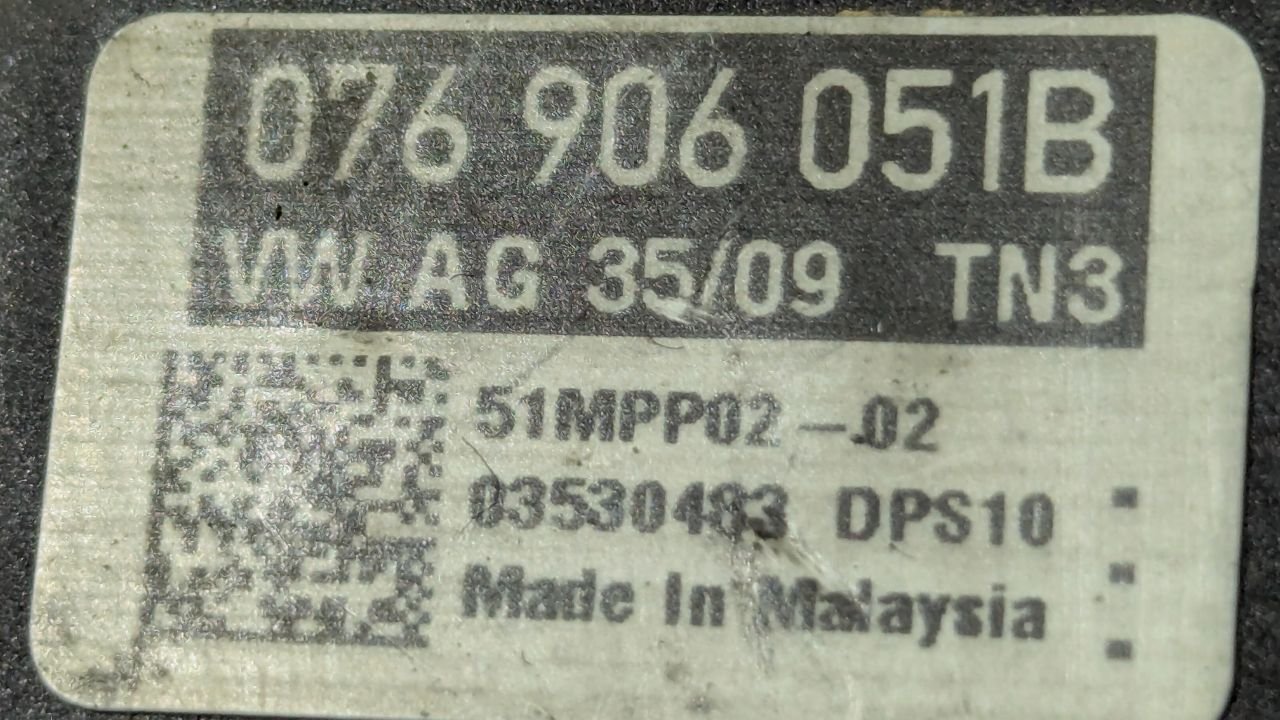 076 906 051B
VW AG 35/09 TN3
51MPP02-02
03530483 DPS10
Made In Malaysia